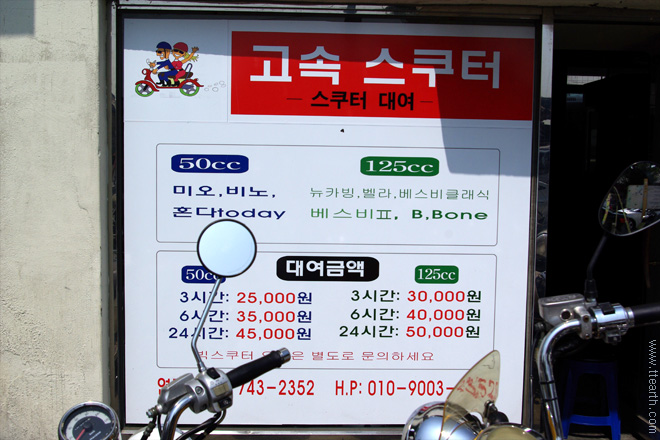 고속 스쿠터
스쿠터 대여
50cc 125cc
미오,비노, 뉴카빙,벨라,베스비클래식
혼다today 베스비Ⅱ, B,Bone
대여금액
50cc 125cc
3시간: 25,000원 3시간: 30,000원
6시간: 35,000원 6시간: 40,000원
24시간: 45,000원 24시간: 50,000원
별도로 문의하세요
743-2352 H.P: 010-9003-
www.ttearth.com